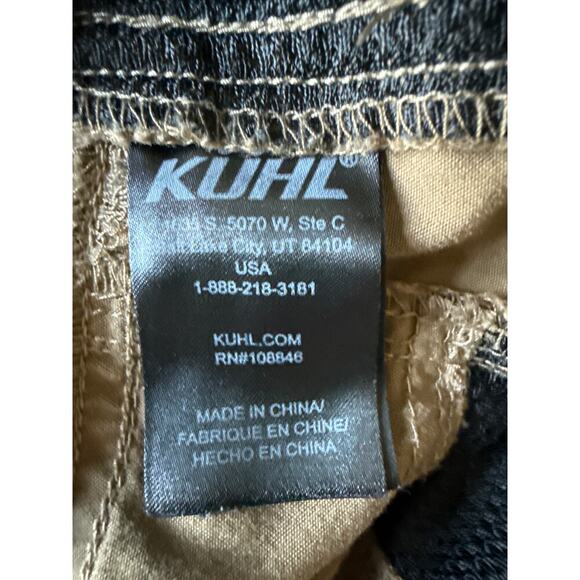 KUHL®
S. 5070 W, Ste C
Lake City, UT 84104
USA
1-888-218-3181
KUHL.COM
RN#108846
MADE IN CHINA/
FABRIQUE EN CHINE/
HECHO EN CHINA